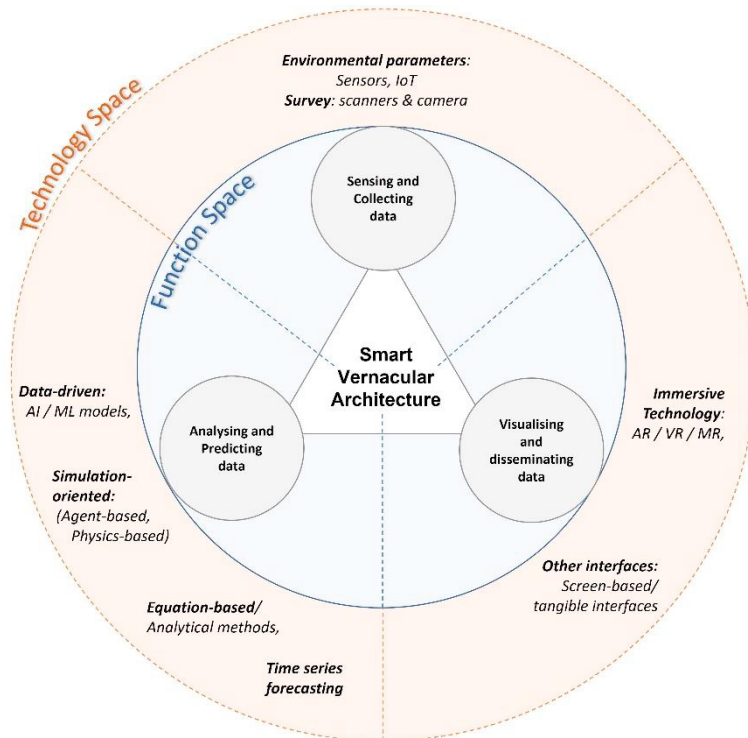 Environmental parameters:
Sensors, IoT
Survey: scanners & camera
Technology Space
Function Space
Sensing and
Collecting
data
Smart
Vernacular
Architecture
Analysing and
Predicting
data
Visualising
and
disseminating
data
Data-driven:
AI / ML models,
Simulation-
oriented:
(Agent-based,
Physics-based)
Equation-based/
Analytical methods,
Time series
forecasting
Immersive
Technology:
AR / VR / MR,
Other interfaces:
Screen-based/
tangible interfaces